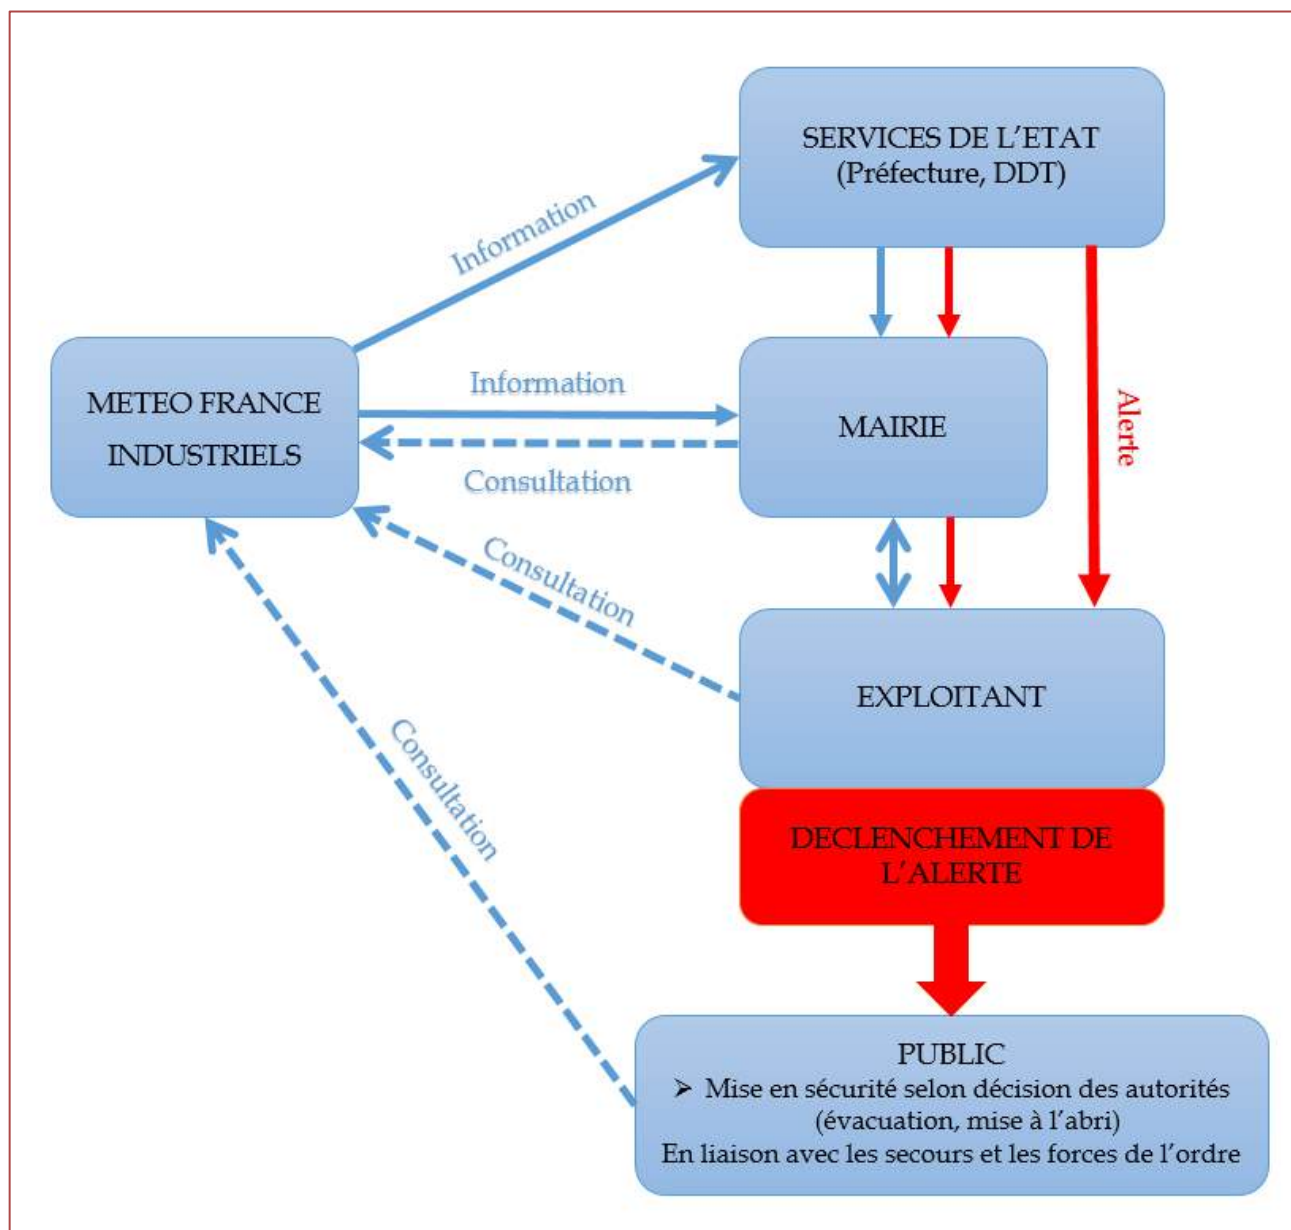 SERVICES DE L’ETAT
(Préfecture, DDT)
Information
METEO FRANCE
INDUSTRIELS
Information
Consultation
MAIRIE
Alerte
Consultation
EXPLOITANT
Consultation
DECLENCHEMENT DE
L’ALERTE
PUBLIC
➢ Mise en sécurité selon décision des autorités
(évacuation, mise à l’abri)
En liaison avec les secours et les forces de l’ordre